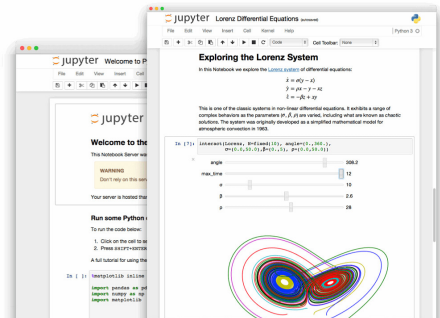 jupyter Lorenz Differential Equations (autosaved)
File Edit View Insert Cell Kernel Help
Python 3
Code
Cell Toolbar: None
Exploring the Lorenz System
In this Notebook we explore the Lorenz system of differential equations:
ẋ = σ(y − x)
ẏ = ρx − y − xz
ż = −βz + xy
This is one of the classic systems in non-linear differential equations. It exhibits a range of
complex behaviors as the parameters (σ, β, ρ) are varied, including what are known as chaotic
solutions. The system was originally developed as a simplified mathematical model for
atmospheric convection in 1963.
In [7]: interact(Lorenz, N=fixed(10), angle=(0.,360.),
σ=(0.0,50.0),β=(0.,5), ρ=(0.0,50.0))
angle 308.2
max_time 12
σ 10
β 2.6
ρ 28
jupyter Welcome to P
File Edit View Insert Cell
jupyter
Welcome to the
This Notebook Server was
WARNING
Don't rely on this serv
Your server is hosted tha
Run some Python
To run the code below:
1. Click on the cell to se
2. Press SHIFT+ENTER
A full tutorial for using the
In [ ]: %matplotlib inline
import pandas as pd
import numpy as np
import matplotlib